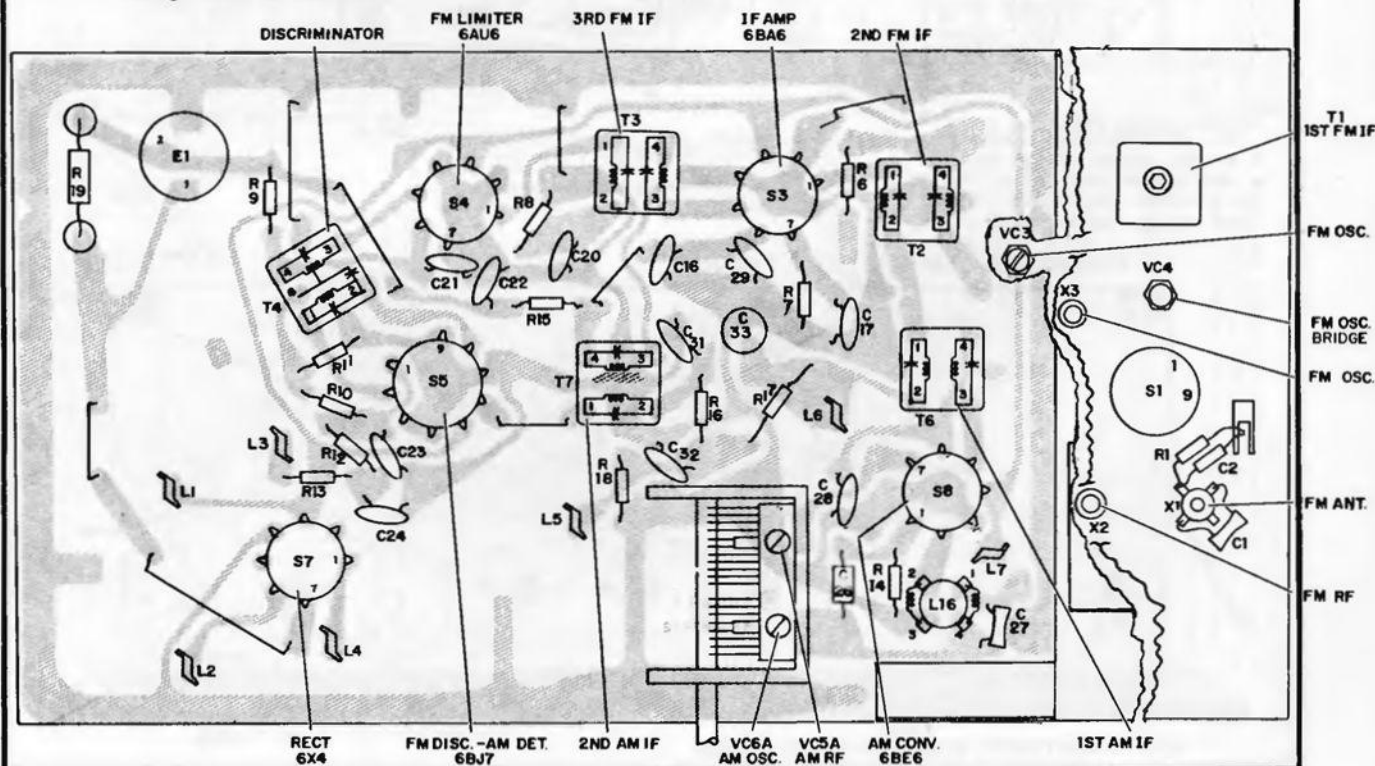 FM LIMITER
6AU6
3RD FM IF
IF AMP
6BA6
DISCRIMINATOR
2ND FM IF
T1
1ST FM IF
FM OSC.
FM OSC.
BRIDGE
FM OSC.
FM ANT.
FM RF
R
19
2
E1
1
R
9
S4
1
7
R8
T3
1
4
2
3
S3
1
7
R
6
1
4
2
3
T2
VC3
VC4
X3
4
3
2
T4
C21
C22
C20
C16
C
29
R15
R
7
C
17
C
33
C
31
R11
9
1
S5
T7
4
3
1
2
1
4
2
3
T6
S1
1
9
R10
R
16
R17
L6
L3
R12
C23
R13
C32
R
18
C
28
7
S8
1
R1
C2
X1
C1
X2
L1
C24
L5
S7
1
7
L7
R
14
2
1
L16
3
4
C
27
L4
L2
RECT
6X4
FM DISC.-AM DET.
6BJ7
2ND AM IF
VC6A
AM OSC.
VC5A
AM RF
AM CONV.
6BE6
1ST AM IF